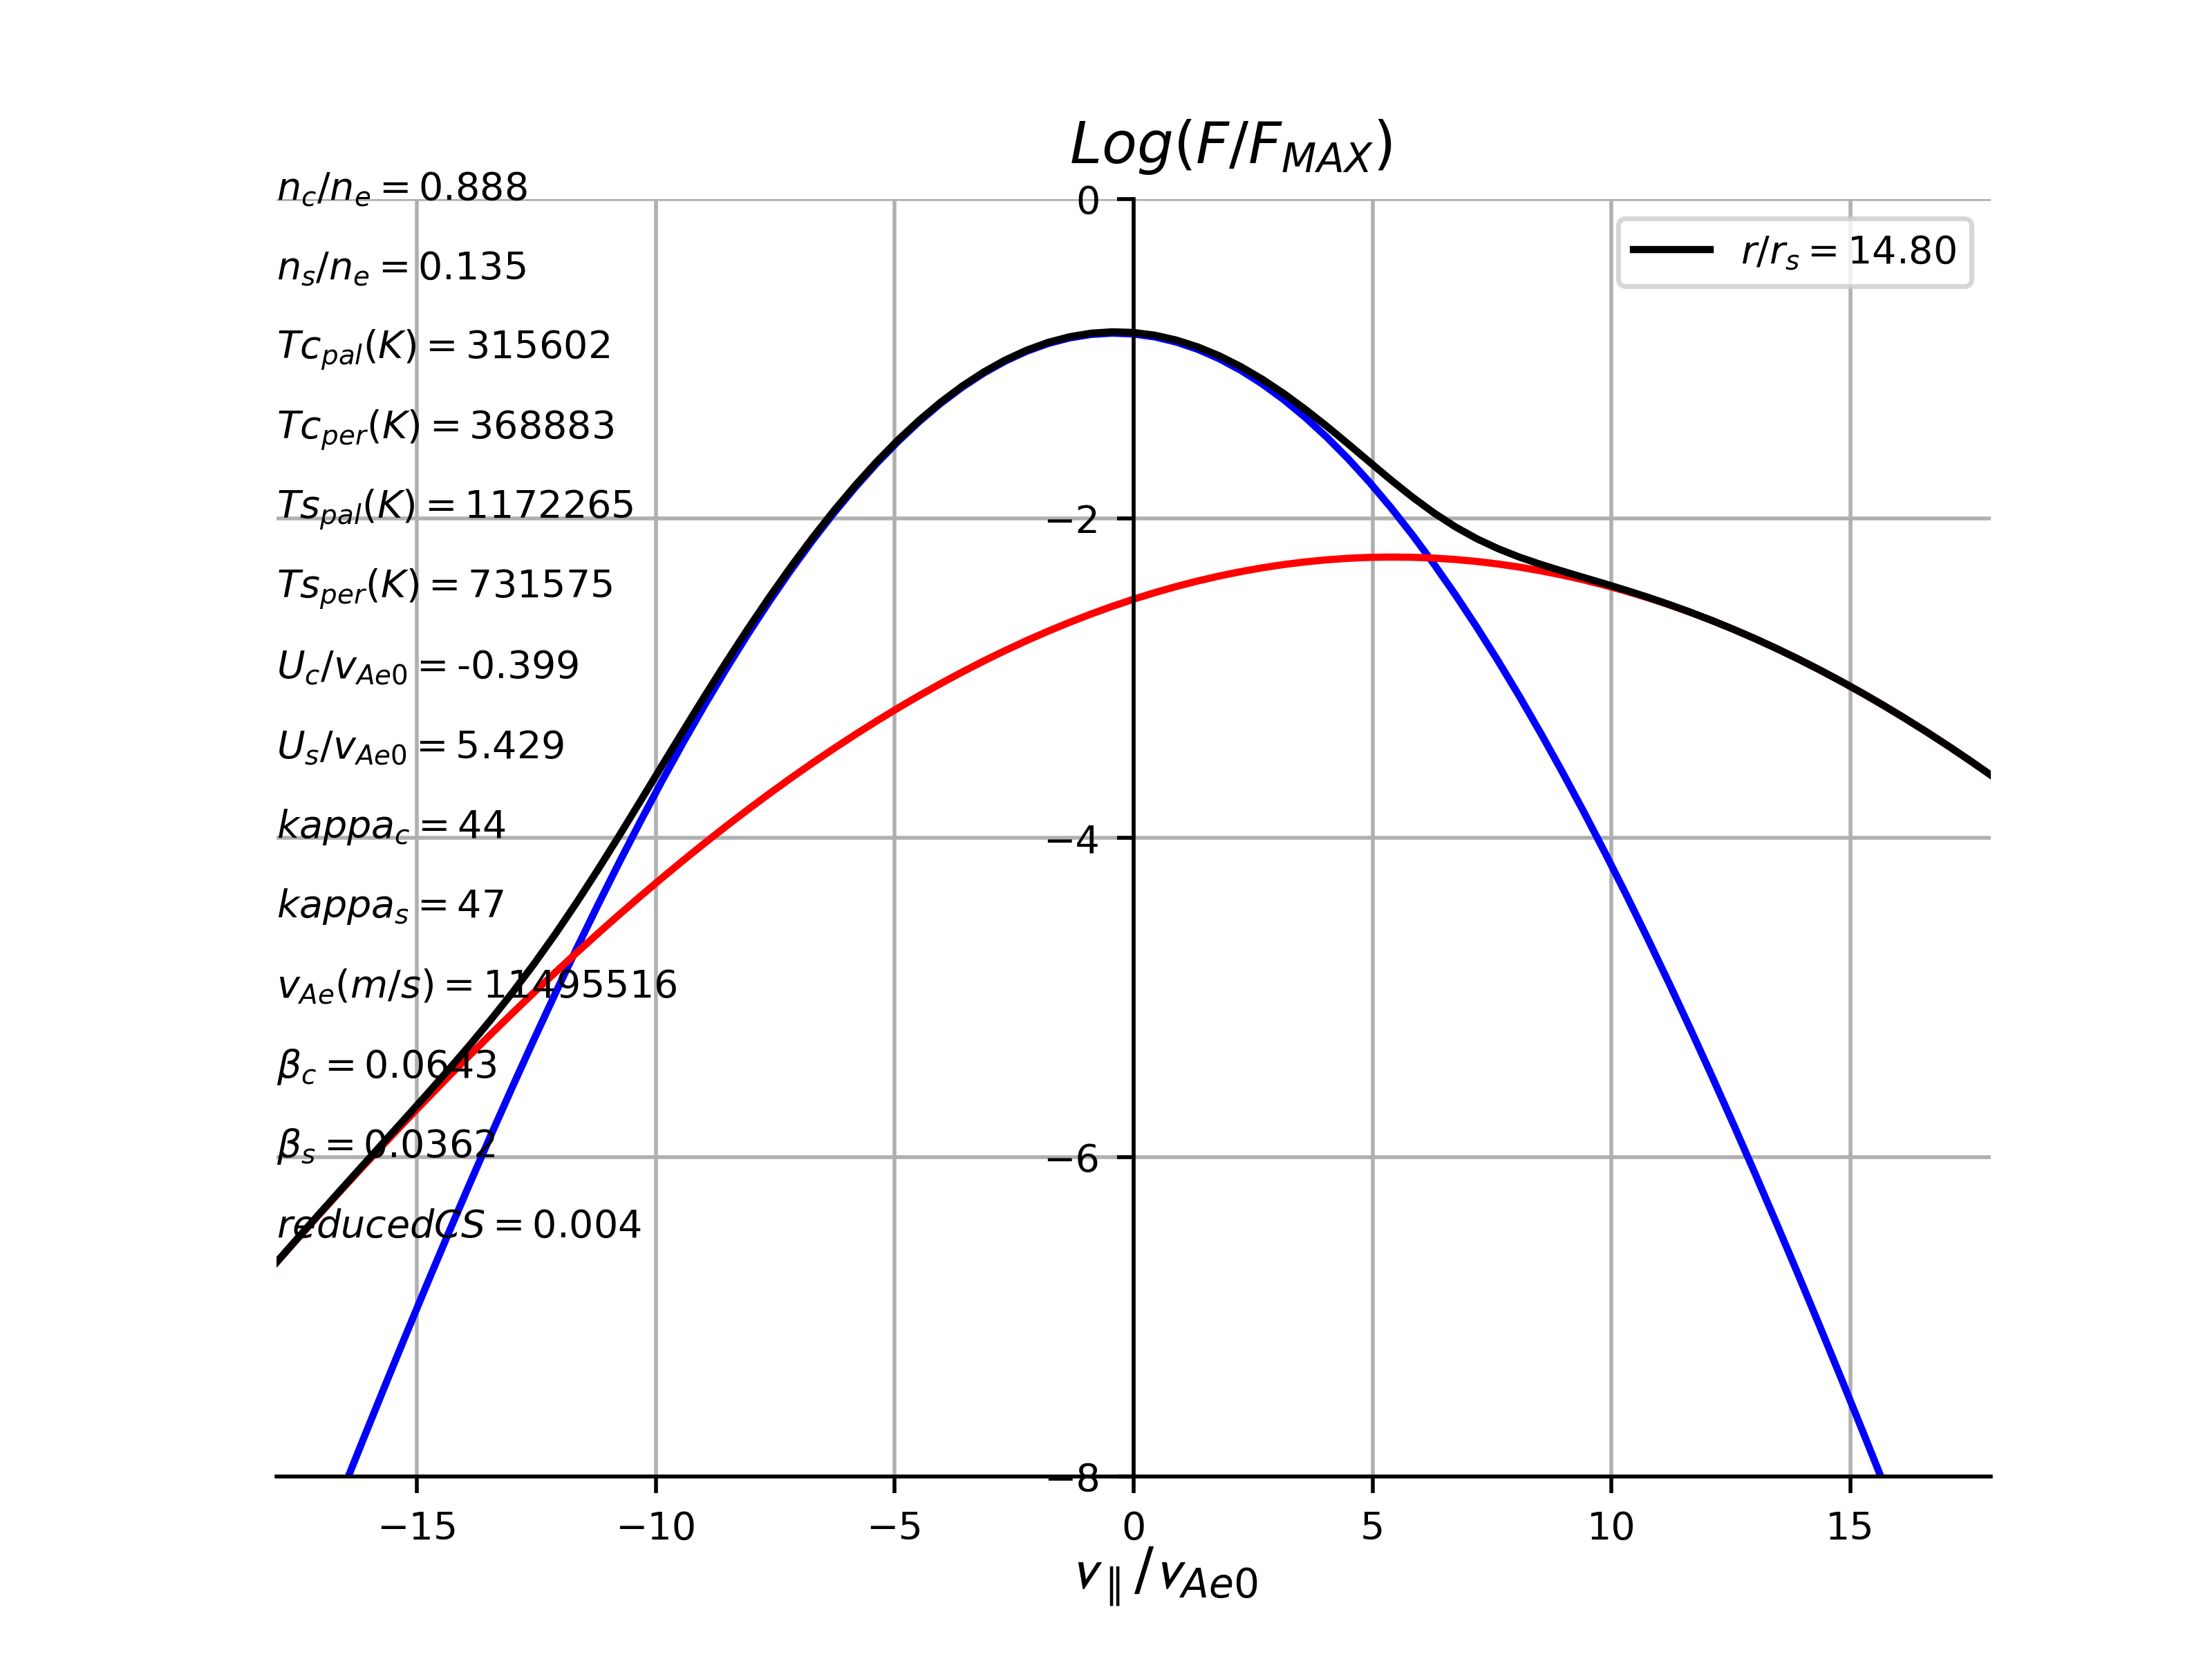 Log(F/F_MAX)
n_c/n_e = 0.888
n_s/n_e = 0.135
Tc_pal(K) = 315602
Tc_per(K) = 368883
Ts_pal(K) = 1172265
Ts_per(K) = 731575
U_c/v_Ae0 = -0.399
U_s/v_Ae0 = 5.429
kappa_c = 44
kappa_s = 47
v_Ae(m/s) = 11495516
β_c = 0.0643
β_s = 0.0362
reducedCS = 0.004
r/r_s = 14.80
0
−2
−4
−6
−8
−15 −10 −5 0 5 10 15
v_∥/v_Ae0